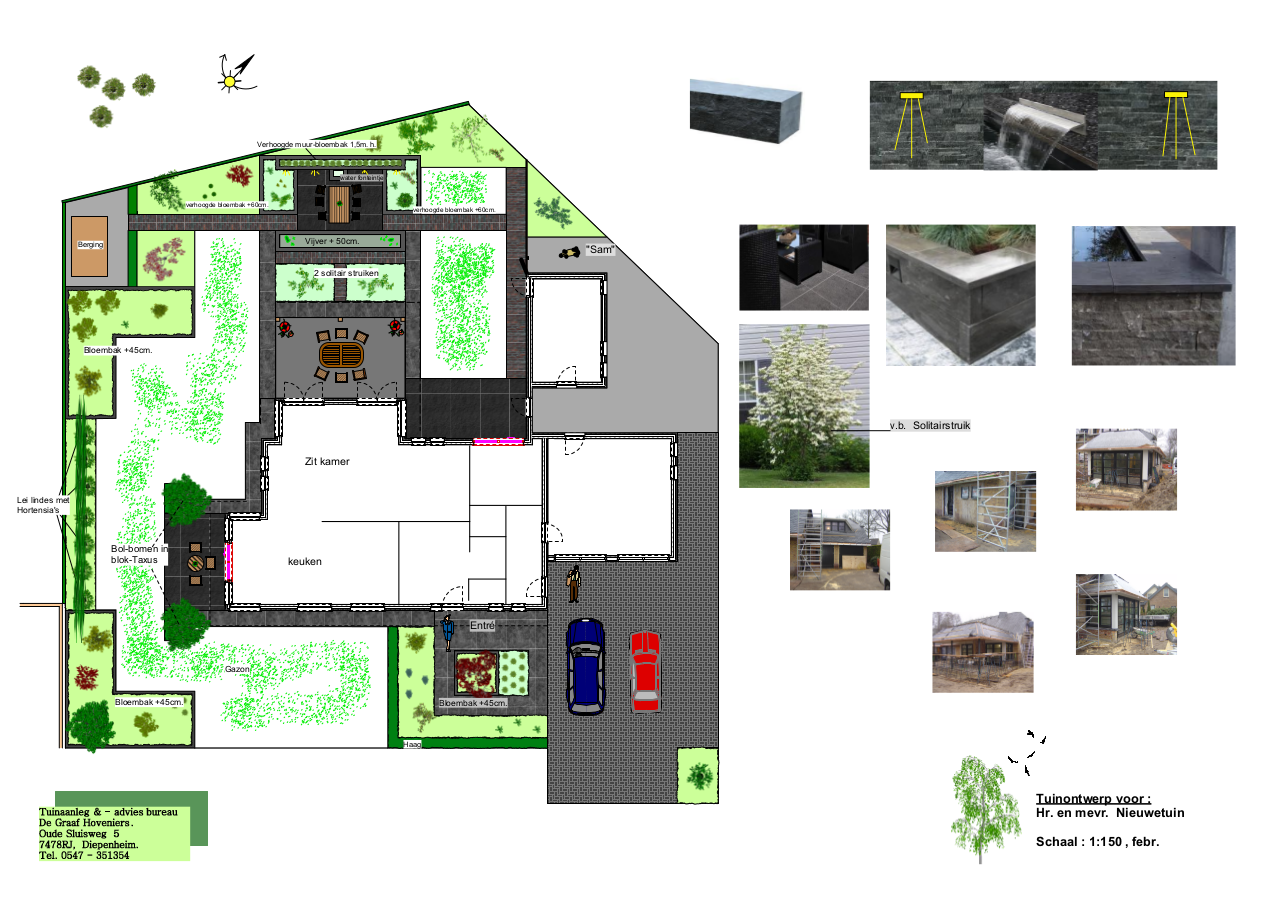 Verhoogde muur-bloembak 1,5m. h.
water fonteintje
verhoogde bloembak +60cm.
verhoogde bloembak +60cm.
Berging
Vijver + 50cm.
"Sam"
2 solitair struiken
Bloembak +45cm.
v.b. Solitairstruik
Zit kamer
Lei lindes met
Hortensia's
Bol-bomen in
blok-Taxus
keuken
Entré
Gazon
Bloembak +45cm.
Bloembak +45cm.
Haag
Tuinaanleg & - advies bureau
De Graaf Hoveniers.
Oude Sluisweg 5
7478RJ, Diepenheim.
Tel. 0547 - 351354
Tuinontwerp voor :
Hr. en mevr. Nieuwetuin
Schaal : 1:150 , febr.